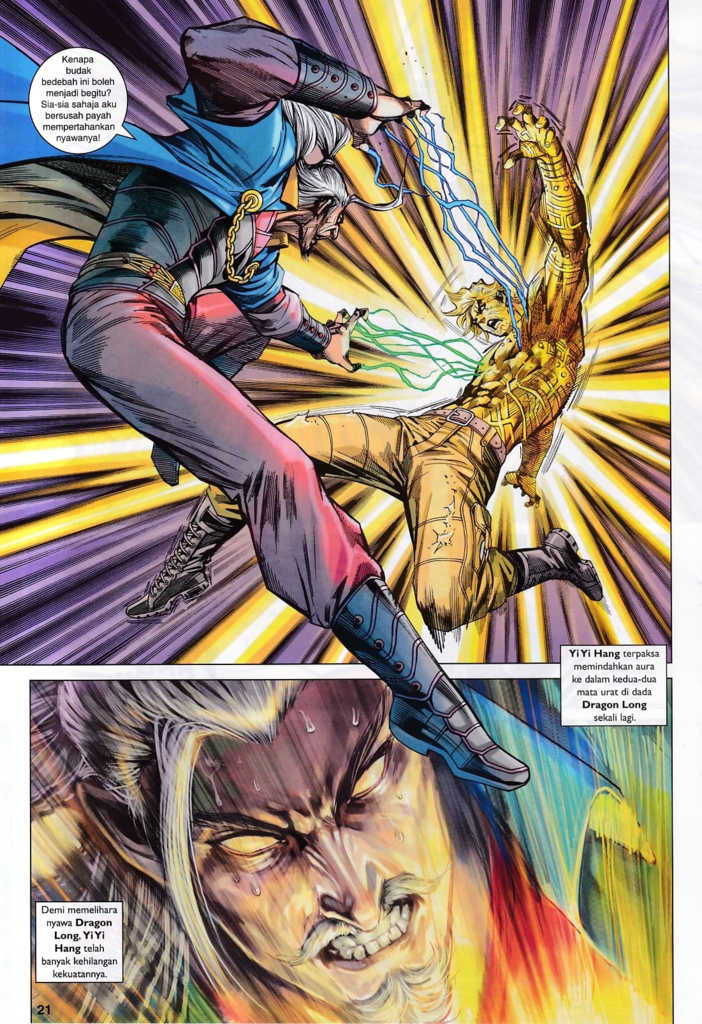 Kenapa
budak
bedebah ini boleh
menjadi begitu?
Sia-sia sahaja aku
bersusah payah
mempertahankan
nyawanya!
Yi Yi Hang terpaksa
memindahkan aura
ke dalam kedua-dua
mata urat di dada
Dragon Long
sekali lagi.
Demi memelihara
nyawa Dragon
Long, Yi Yi
Hang telah
banyak kehilangan
kekuatannya.
21